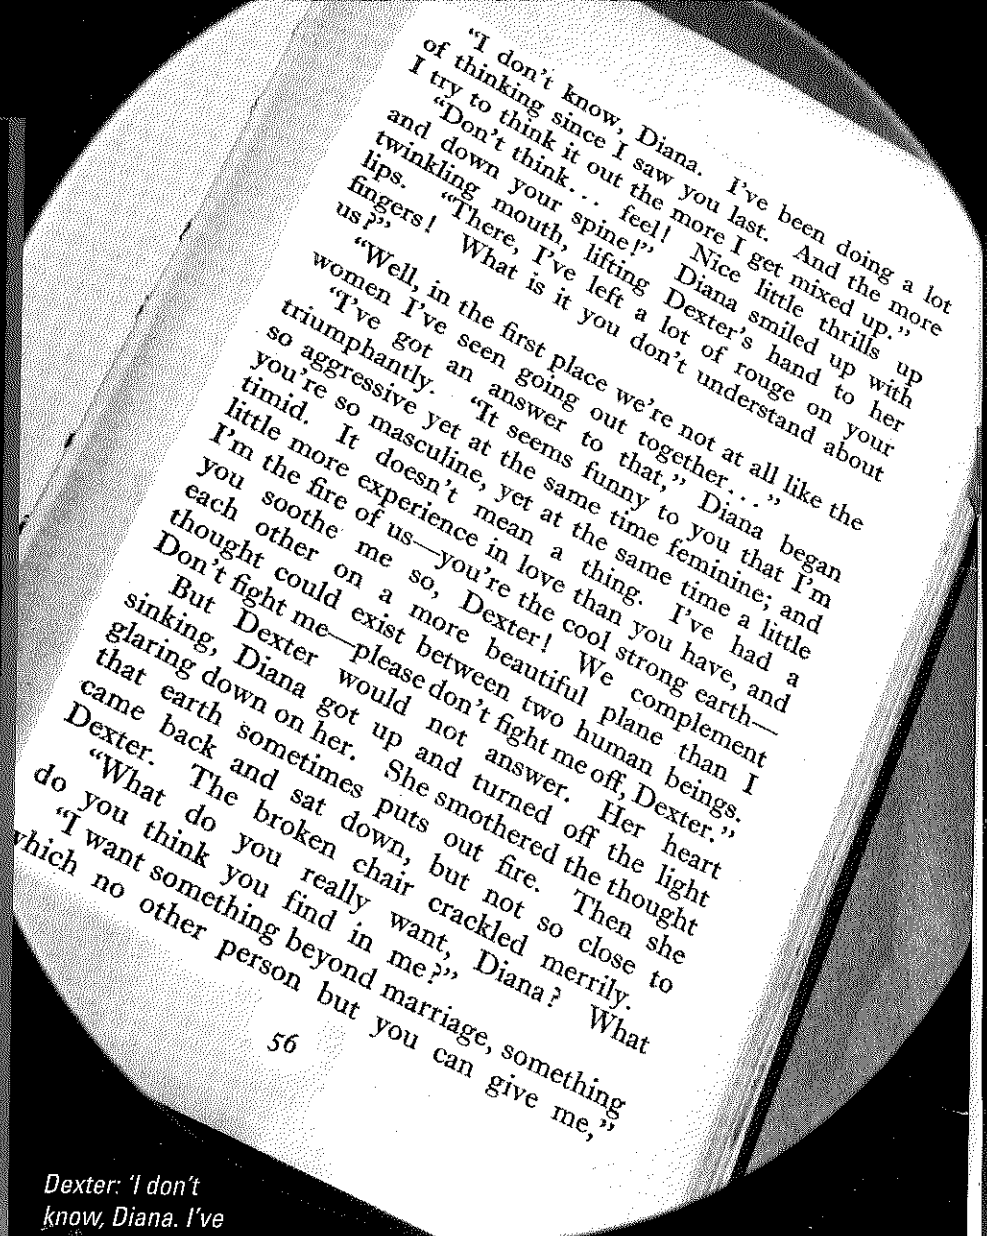 “I don’t know, Diana. I’ve been doing a lot
of thinking since I saw you last. And the more
I try to think it out the more I get mixed up.”
“Don’t think. . . feel! Nice little thrills up
and down your spine!” Diana smiled up with
twinkling mouth, lifting Dexter’s hand to her
lips. “There, I’ve left a lot of rouge on your
fingers! What is it you don’t understand about
us?”
“Well, in the first place we’re not at all like the
women I’ve seen going out together. . . .”
“I’ve got an answer to that,” Diana began
triumphantly. “It seems funny to you that I’m
so aggressive yet at the same time feminine; and
you’re so masculine, yet at the same time a little
timid. It doesn’t mean a thing. I’ve had a
little more experience in love than you have, and
I’m the fire of us—you’re the cool strong earth—
you soothe me so, Dexter! We complement
each other on a more beautiful plane than I
thought could exist between two human beings.
Don’t fight me—please don’t fight me off, Dexter.”
But Dexter would not answer. Her heart
sinking, Diana got up and turned off the light
glaring down on her. She smothered the thought
that earth sometimes puts out fire. Then she
came back and sat down, but not so close to
Dexter. The broken chair crackled merrily.
“What do you really want, Diana? What
do you think you find in me?”
“I want something beyond marriage, something
which no other person but you can give me,”
56
Dexter: ‘I don’t
know, Diana. I’ve